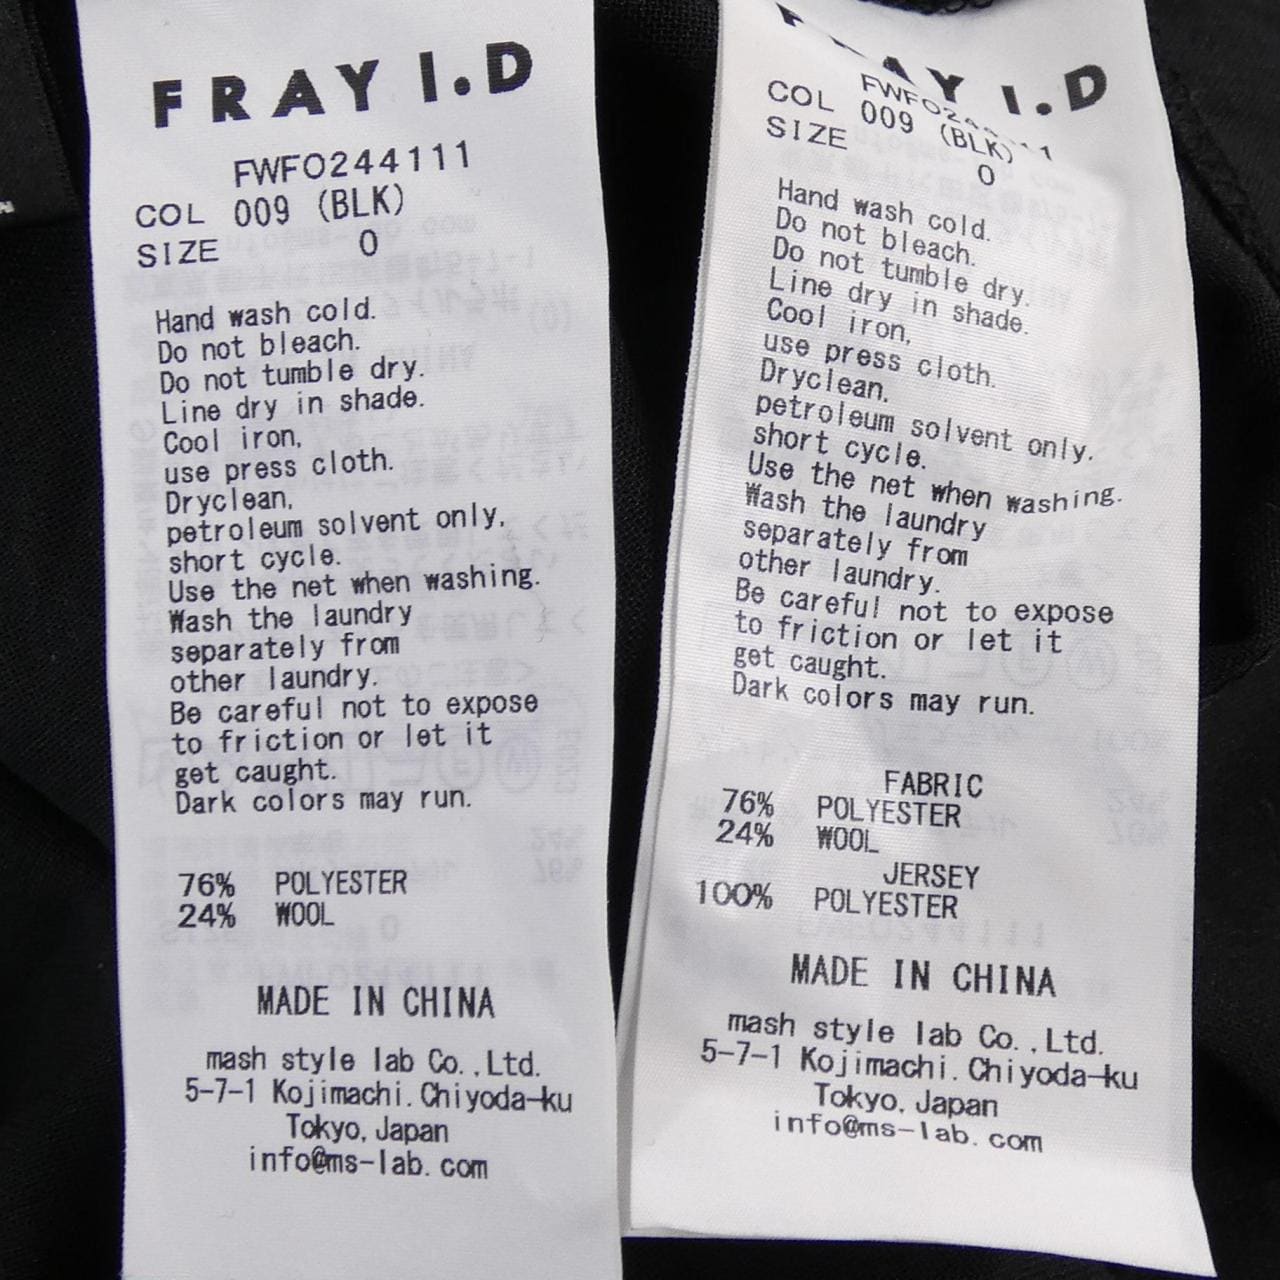 FRAY I.D
FWFO244111
COL 009 (BLK)
SIZE 0
Hand wash cold.
Do not bleach.
Do not tumble dry.
Line dry in shade.
Cool iron,
use press cloth.
Dryclean,
petroleum solvent only,
short cycle.
Use the net when washing.
Wash the laundry
separately from
other laundry.
Be careful not to expose
to friction or let it
get caught.
Dark colors may run.
76% POLYESTER
24% WOOL
MADE IN CHINA
mash style lab Co.,Ltd.
5-7-1 Kojimachi.Chiyoda-ku
Tokyo,Japan
info@ms-lab.com
FRAY I.D
FWFO244111
COL 009 (BLK)
SIZE 0
Hand wash cold.
Do not bleach.
Do not tumble dry.
Line dry in shade.
Cool iron,
use press cloth.
Dryclean,
petroleum solvent only.
short cycle.
Use the net when washing.
Wash the laundry
separately from
other laundry.
Be careful not to expose
to friction or let it
get caught.
Dark colors may run.
FABRIC
76% POLYESTER
24% WOOL
JERSEY
100% POLYESTER
MADE IN CHINA
mash style lab Co.,Ltd.
5-7-1 Kojimachi.Chiyoda-ku
Tokyo,Japan
info@ms-lab.com